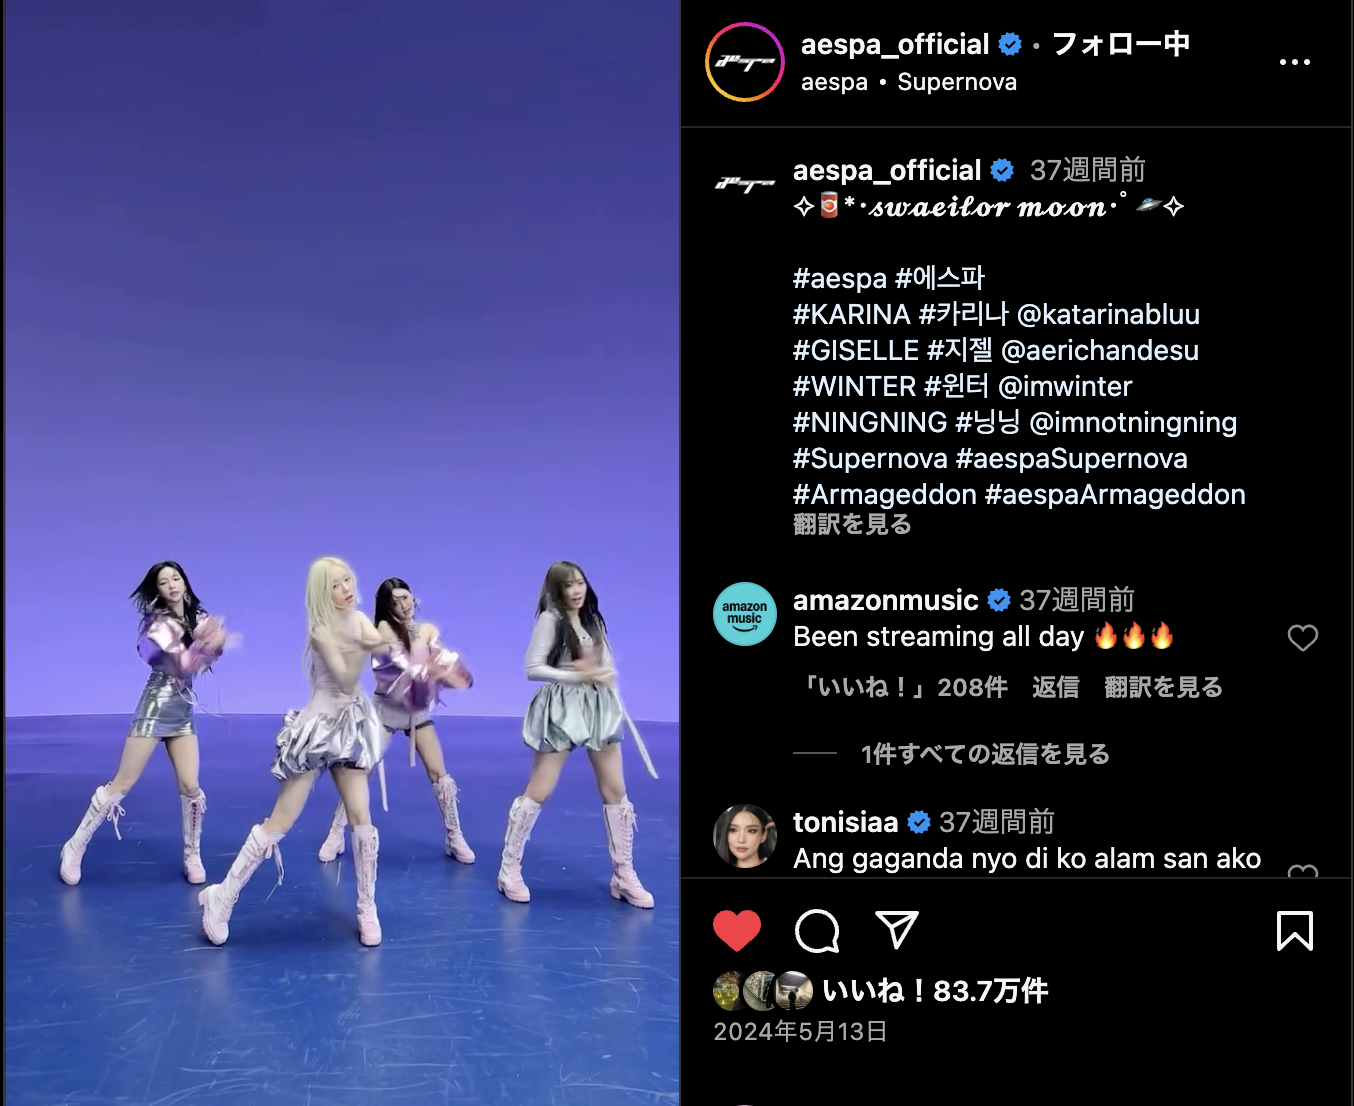 aespa_official • フォロー中
aespa • Supernova
aespa_official 37週間前
✧🥫*･𝓼𝔀𝓪𝓮𝓲𝓵𝓸𝓻 𝓶𝓸𝓸𝓷･ﾟ🛸✧
#aespa #에스파
#KARINA #카리나 @katarinabluu
#GISELLE #지젤 @aerichandesu
#WINTER #윈터 @imwinter
#NINGNING #닝닝 @imnotningning
#Supernova #aespaSupernova
#Armageddon #aespaArmageddon
翻訳を見る
amazon
music
amazonmusic 37週間前
Been streaming all day 🔥🔥🔥
「いいね！」208件 返信 翻訳を見る
1件すべての返信を見る
tonisiaa 37週間前
Ang gaganda nyo di ko alam san ako
いいね！83.7万件
2024年5月13日